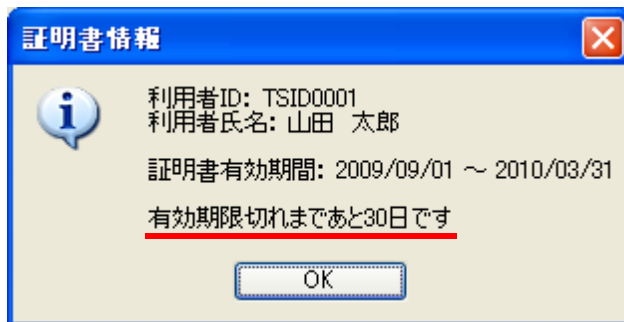 証明書情報
利用者ID: TSID0001
利用者氏名: 山田　太郎
証明書有効期間: 2009/09/01 ～ 2010/03/31
有効期限切れまであと30日です
OK